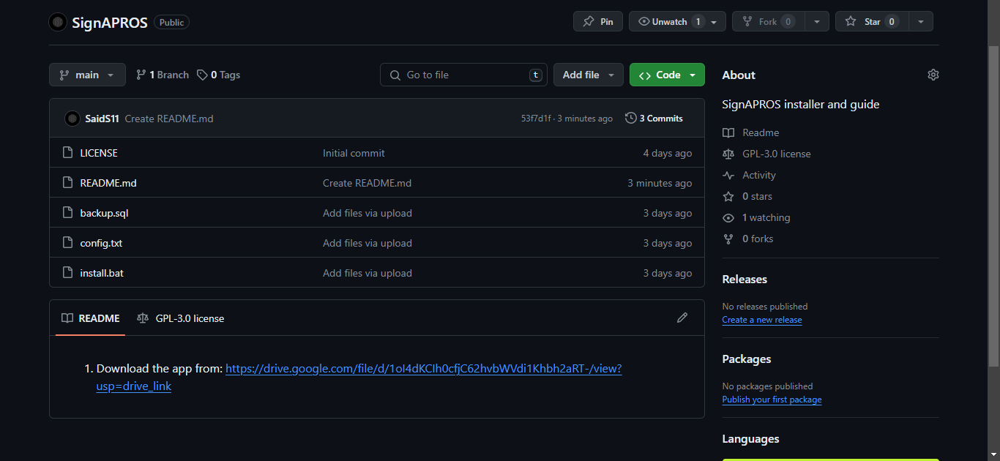 SignAPROS Public Pin Unwatch 1 Fork 0 Star 0
main 1 Branch 0 Tags Go to file t Add file Code
SaidS11 Create README.md 53f7d1f · 3 minutes ago 3 Commits
LICENSE Initial commit 4 days ago
README.md Create README.md 3 minutes ago
backup.sql Add files via upload 3 days ago
config.txt Add files via upload 3 days ago
install.bat Add files via upload 3 days ago
README GPL-3.0 license
1. Download the app from: https://drive.google.com/file/d/1oI4dKCIh0cfjC62hvbWVdi1Khbh2aRT-/view?
usp=drive_link
About
SignAPROS installer and guide
Readme
GPL-3.0 license
Activity
0 stars
1 watching
0 forks
Releases
No releases published
Create a new release
Packages
No packages published
Publish your first package
Languages